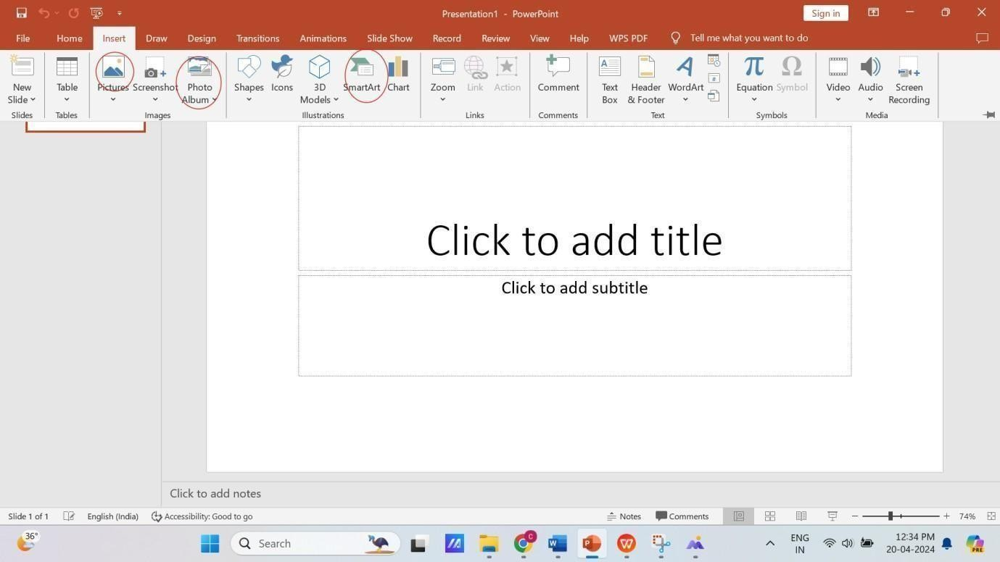 Presentation1 - PowerPoint
Sign in
File Home Insert Draw Design Transitions Animations Slide Show Record Review View Help WPS PDF Tell me what you want to do
New Slide
Slides
Table
Tables
Pictures
Screenshot
Photo Album
Images
Shapes
Icons
3D Models
SmartArt
Chart
Illustrations
Zoom
Link
Action
Links
Comment
Comments
Text Box
Header & Footer
WordArt
Text
Equation
Symbol
Symbols
Video
Audio
Screen Recording
Media
Click to add title
Click to add subtitle
Click to add notes
Slide 1 of 1 English (India) Accessibility: Good to go Notes Comments 74%
36°
Search
C
W
P
W
PRE
ENG
IN
12:34 PM
20-04-2024